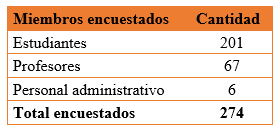 Miembros encuestados Cantidad
Estudiantes 201
Profesores 67
Personal administrativo 6
Total encuestados 274